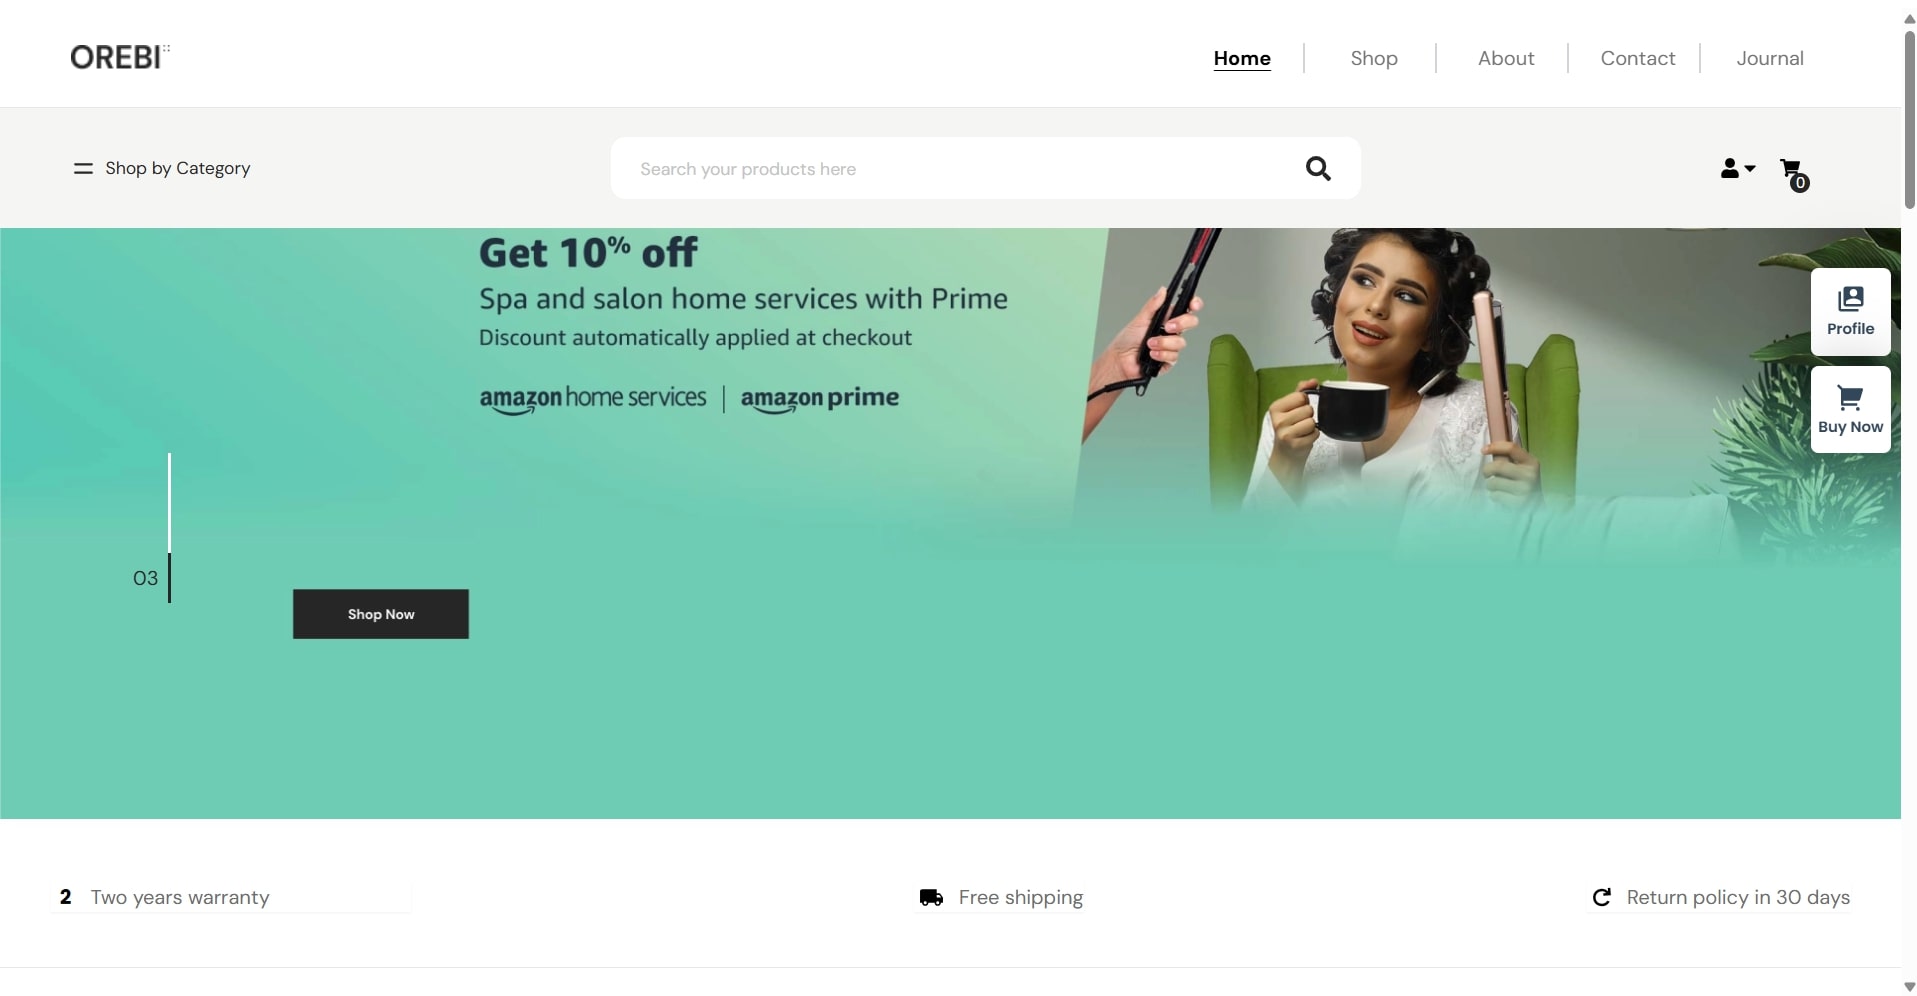 OREBI
Home
Shop
About
Contact
Journal
Shop by Category
Search your products here
0
Get 10% off
Spa and salon home services with Prime
Discount automatically applied at checkout
amazon home services | amazon prime
Profile
Buy Now
03
Shop Now
2 Two years warranty
Free shipping
Return policy in 30 days